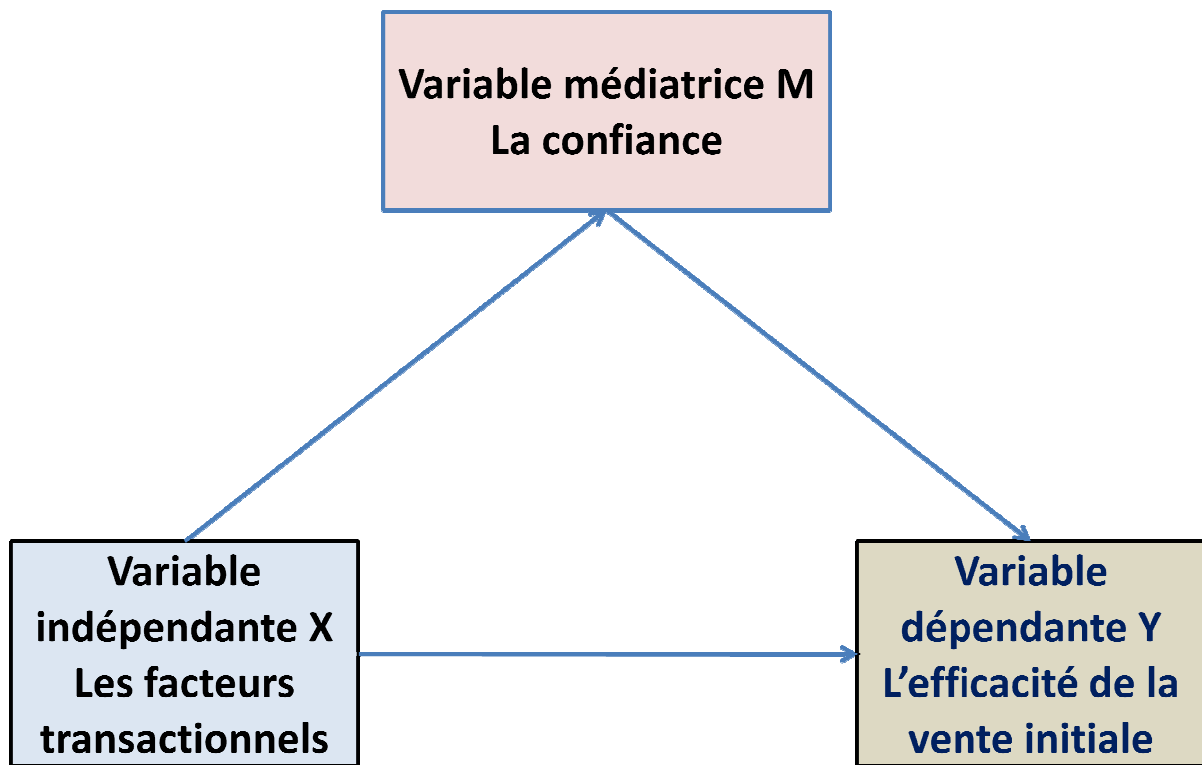 Variable médiatrice M
La confiance
Variable
indépendante X
Les facteurs
transactionnels
Variable
dépendante Y
L’efficacité de la
vente initiale